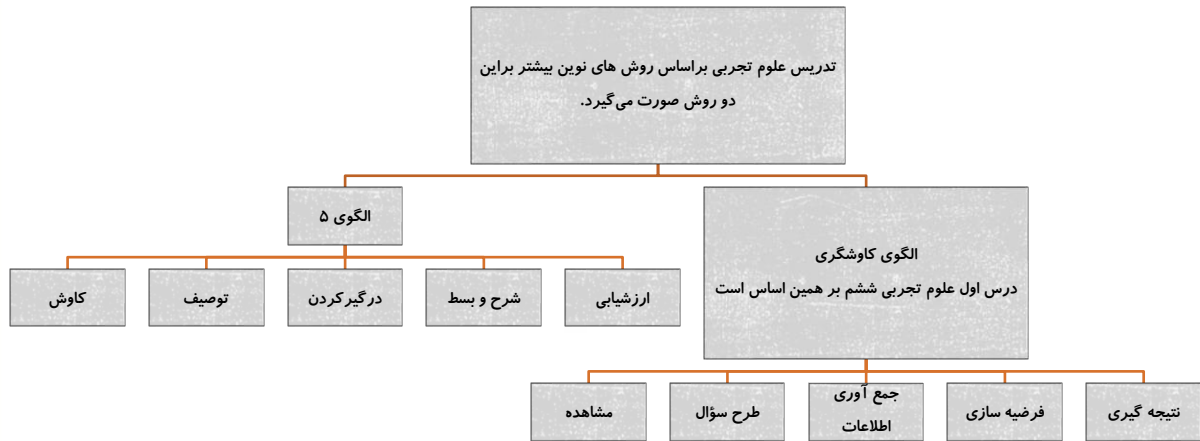 تدریس علوم تجربی براساس روش های نوین بیشتر براین
دو روش صورت می‌گیرد.
الگوی ۵
الگوی کاوشگری
درس اول علوم تجربی ششم بر همین اساس است
ارزشیابی
شرح و بسط
درگیرکردن
توصیف
کاوش
نتیجه گیری
فرضیه سازی
جمع آوری
اطلاعات
طرح سؤال
مشاهده